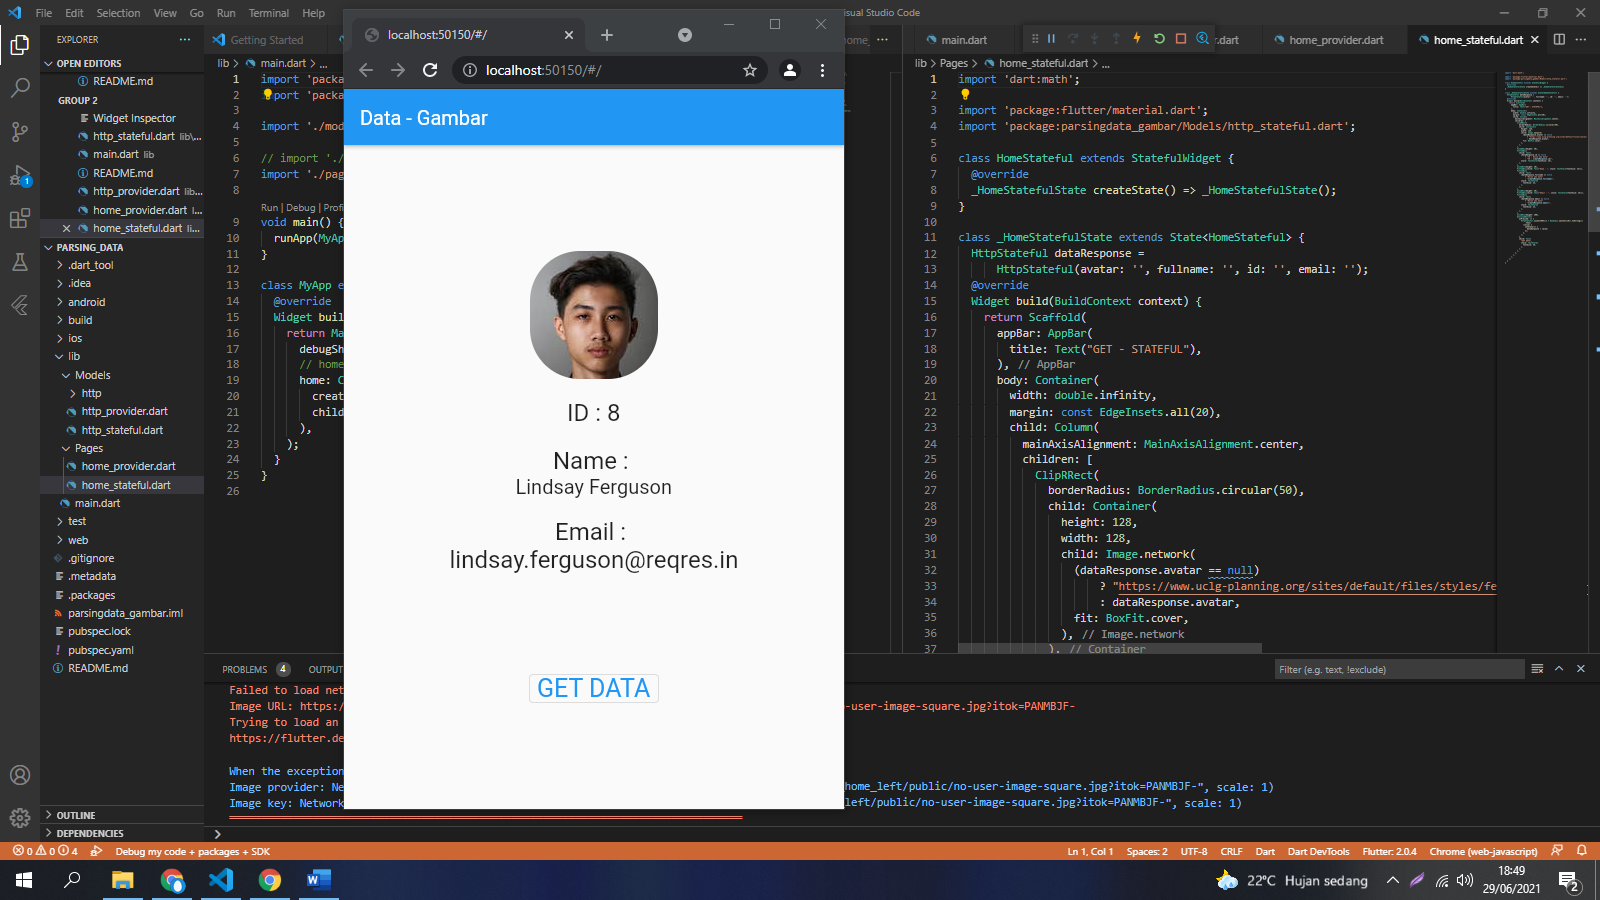 File Edit Selection View Go Run Terminal Help
Visual Studio Code
EXPLORER
OPEN EDITORS
README.md
GROUP 2
Widget Inspector
http_stateful.dart lib\...
main.dart lib
README.md
http_provider.dart lib...
home_provider.dart l...
home_stateful.dart li...
PARSING_DATA
.dart_tool
.idea
android
build
ios
lib
Models
http
http_provider.dart
http_stateful.dart
Pages
home_provider.dart
home_stateful.dart
main.dart
test
web
.gitignore
.metadata
.packages
parsingdata_gambar.iml
pubspec.lock
pubspec.yaml
README.md
OUTLINE
DEPENDENCIES
Getting Started
lib > main.dart > ...
1 import 'packa
2 import 'packa
3
4 import './mod
5
6 // import './
7 import './pag
8
Run | Debug | Profi
9 void main() {
10 runApp(MyAp
11 }
12
13 class MyApp e
14 @override
15 Widget buil
16 return Ma
17 debugSh
18 // home
19 home: C
20 creat
21 child
22 ),
23 );
24 }
25 }
26
localhost:50150/#/
localhost:50150/#/
Data - Gambar
ID : 8
Name :
Lindsay Ferguson
Email :
lindsay.ferguson@reqres.in
GET DATA
home_
main.dart
r.dart
home_provider.dart
home_stateful.dart
lib > Pages > home_stateful.dart > ...
1 import 'dart:math';
2
3 import 'package:flutter/material.dart';
4 import 'package:parsingdata_gambar/Models/http_stateful.dart';
5
6 class HomeStateful extends StatefulWidget {
7 @override
8 _HomeStatefulState createState() => _HomeStatefulState();
9 }
10
11 class _HomeStatefulState extends State<HomeStateful> {
12 HttpStateful dataResponse =
13 HttpStateful(avatar: '', fullname: '', id: '', email: '');
14 @override
15 Widget build(BuildContext context) {
16 return Scaffold(
17 appBar: AppBar(
18 title: Text("GET - STATEFUL"),
19 ), // AppBar
20 body: Container(
21 width: double.infinity,
22 margin: const EdgeInsets.all(20),
23 child: Column(
24 mainAxisAlignment: MainAxisAlignment.center,
25 children: [
26 ClipRRect(
27 borderRadius: BorderRadius.circular(50),
28 child: Container(
29 height: 128,
30 width: 128,
31 child: Image.network(
32 (dataResponse.avatar == null)
33 ? "https://www.uclg-planning.org/sites/default/files/styles/fe
34 : dataResponse.avatar,
35 fit: BoxFit.cover,
36 ), // Image.network
37 ), // Container
PROBLEMS 4 OUTPUT
Filter (e.g. text, !exclude)
Failed to load net
Image URL: https:/ o-user-image-square.jpg?itok=PANMBJF-
Trying to load an
https://flutter.de
When the exception
Image provider: Ne home_left/public/no-user-image-square.jpg?itok=PANMBJF-", scale: 1)
Image key: Network left/public/no-user-image-square.jpg?itok=PANMBJF-", scale: 1)
0 0 4 Debug my code + packages + SDK
Ln 1, Col 1 Spaces: 2 UTF-8 CRLF Dart Dart DevTools Flutter: 2.0.4 Chrome (web-javascript)
22°C Hujan sedang
18:49
29/06/2021
2